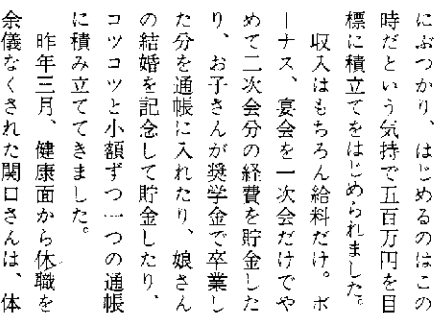 にぶつかり、はじめるのはこの
時だという気持で五百万円を目
標に積立てをはじめられました。
収入はもちろん給料だけ。ボ
ーナス、宴会を一次会だけでや
めて二次会分の経費を貯金した
り、お子さんが奨学金で卒業し
た分を通帳に入れたり、娘さん
の結婚を記念して貯金したり、
コツコツと小額ずつ一つの通帳
に積み立ててきました。
昨年三月、健康面から休職を
余儀なくされた関口さんは、体